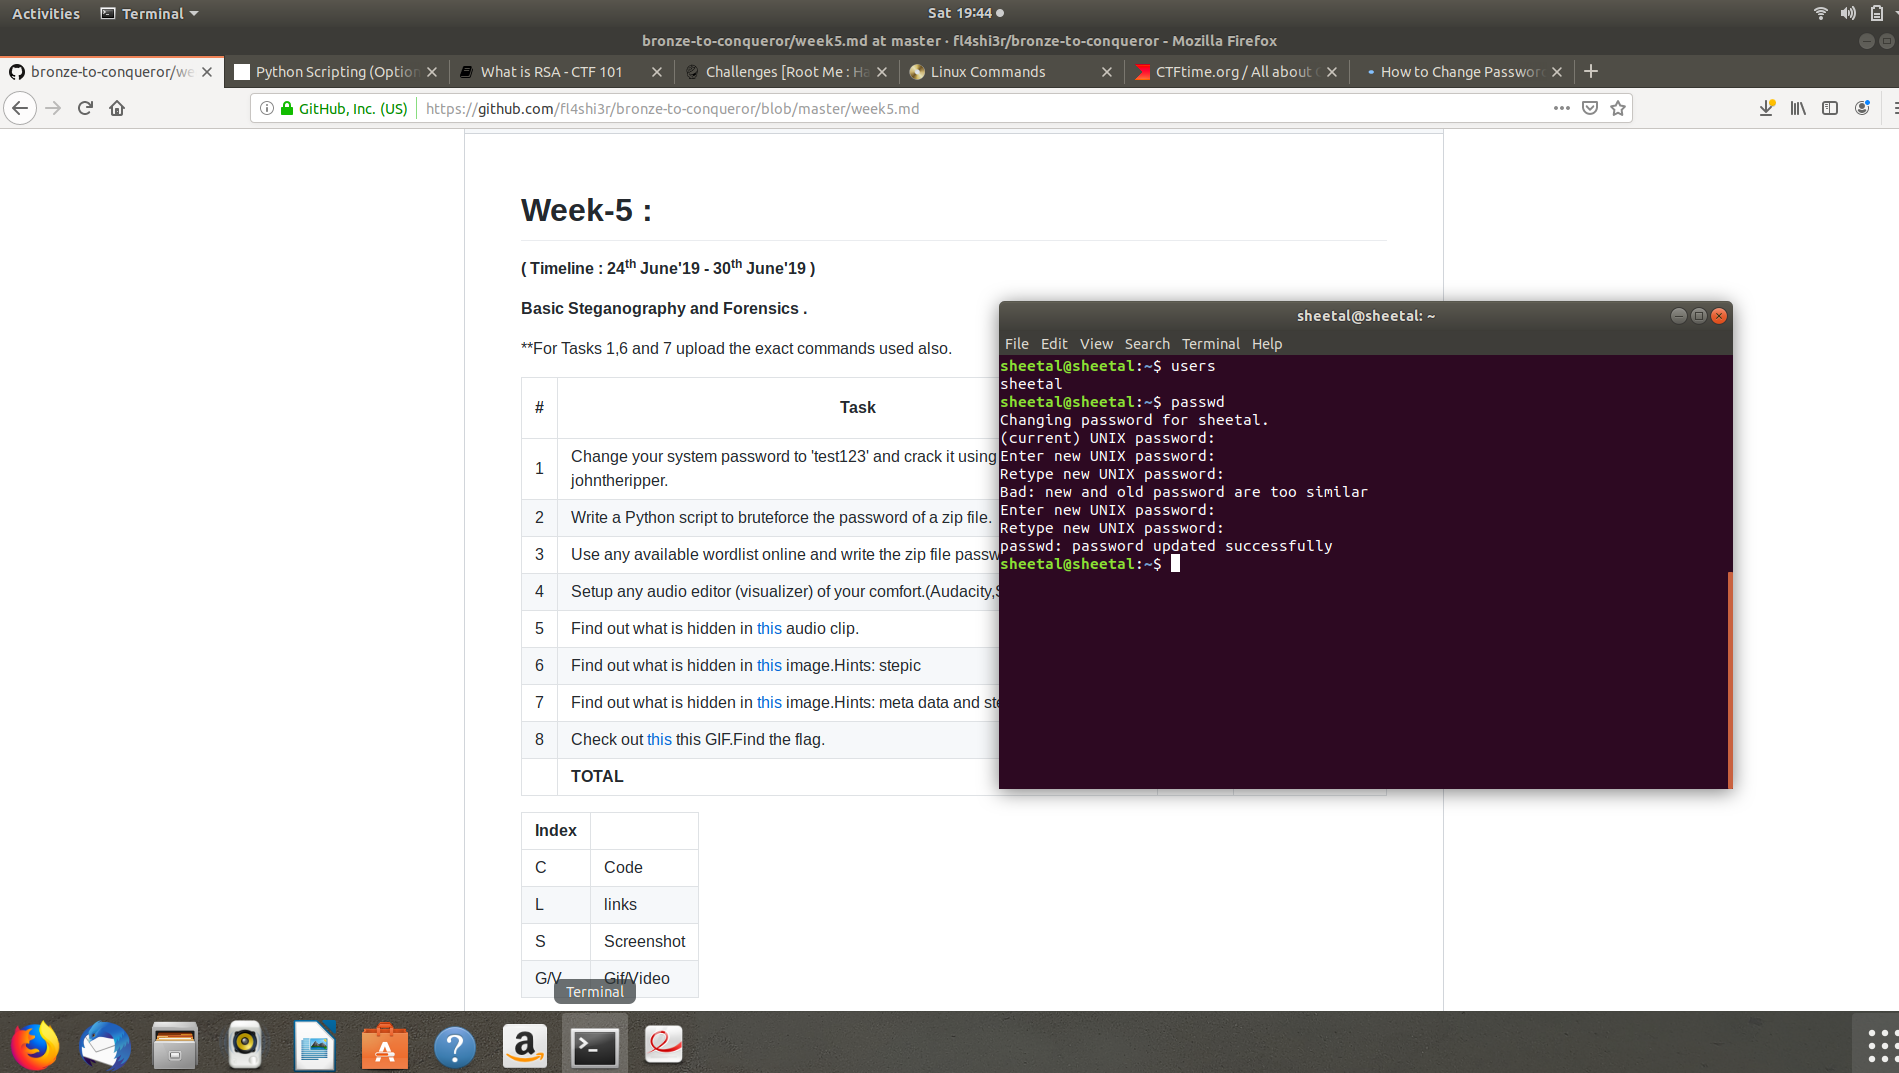 Activities Terminal Sat 19:44
bronze-to-conqueror/week5.md at master · fl4shi3r/bronze-to-conqueror - Mozilla Firefox
bronze-to-conqueror/we Python Scripting (Option What is RSA - CTF 101 Challenges [Root Me : Ha Linux Commands CTFtime.org / All about C How to Change Password
GitHub, Inc. (US) https://github.com/fl4shi3r/bronze-to-conqueror/blob/master/week5.md
Week-5 :
( Timeline : 24th June'19 - 30th June'19 )
Basic Steganography and Forensics .
**For Tasks 1,6 and 7 upload the exact commands used also.
# Task
1 Change your system password to 'test123' and crack it using
johntheripper.
2 Write a Python script to bruteforce the password of a zip file.
3 Use any available wordlist online and write the zip file passw
4 Setup any audio editor (visualizer) of your comfort.(Audacity,S
5 Find out what is hidden in this audio clip.
6 Find out what is hidden in this image.Hints: stepic
7 Find out what is hidden in this image.Hints: meta data and ste
8 Check out this this GIF.Find the flag.
TOTAL
Index
C Code
L links
S Screenshot
G/V Gif/Video
sheetal@sheetal: ~
File Edit View Search Terminal Help
sheetal@sheetal:~$ users
sheetal
sheetal@sheetal:~$ passwd
Changing password for sheetal.
(current) UNIX password:
Enter new UNIX password:
Retype new UNIX password:
Bad: new and old password are too similar
Enter new UNIX password:
Retype new UNIX password:
passwd: password updated successfully
sheetal@sheetal:~$
Terminal